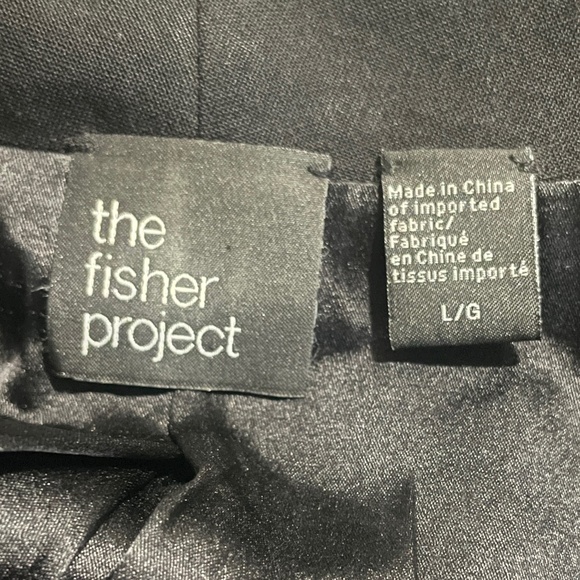 the
fisher
project
Made in China
of imported
fabric/
Fabriqué
en Chine de
tissus importé
L/G